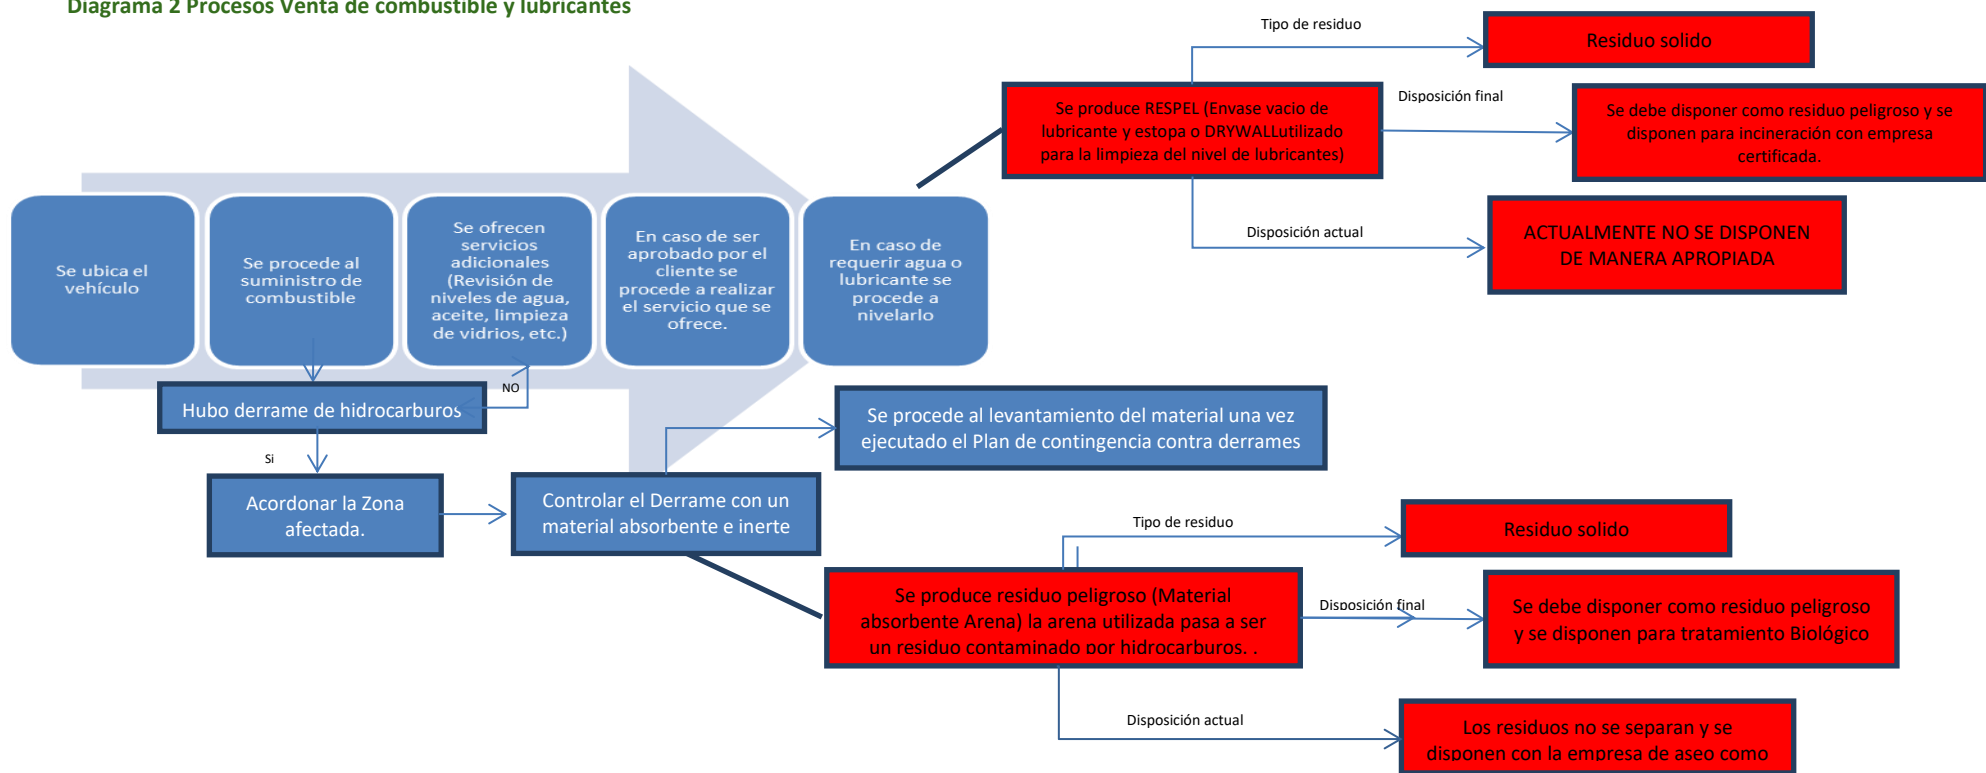 Diagrama 2 Procesos Venta de combustible y lubricantes
Tipo de residuo
Residuo solido
Se produce RESPEL (Envase vacio de
lubricante y estopa o DRYWALLutilizado
para la limpieza del nivel de lubricantes)
Disposición final
Se debe disponer como residuo peligroso y se
disponen para incineración con empresa
certificada.
Disposición actual
ACTUALMENTE NO SE DISPONEN
DE MANERA APROPIADA
Se ubica el
vehículo
Se procede al
suministro de
combustible
Se ofrecen
servicios
adicionales
(Revisión de
niveles de agua,
aceite, limpieza
de vidrios, etc.)
En caso de ser
aprobado por el
cliente se
procede a realizar
el servicio que se
ofrece.
En caso de
requerir agua o
lubricante se
procede a
nivelarlo
NO
Hubo derrame de hidrocarburos
Si
Acordonar la Zona
afectada.
Controlar el Derrame con un
material absorbente e inerte
Se procede al levantamiento del material una vez
ejecutado el Plan de contingencia contra derrames
Tipo de residuo
Residuo solido
Se produce residuo peligroso (Material
absorbente Arena) la arena utilizada pasa a ser
un residuo contaminado por hidrocarburos. .
Disposición final
Se debe disponer como residuo peligroso
y se disponen para tratamiento Biológico
Disposición actual
Los residuos no se separan y se
disponen con la empresa de aseo como